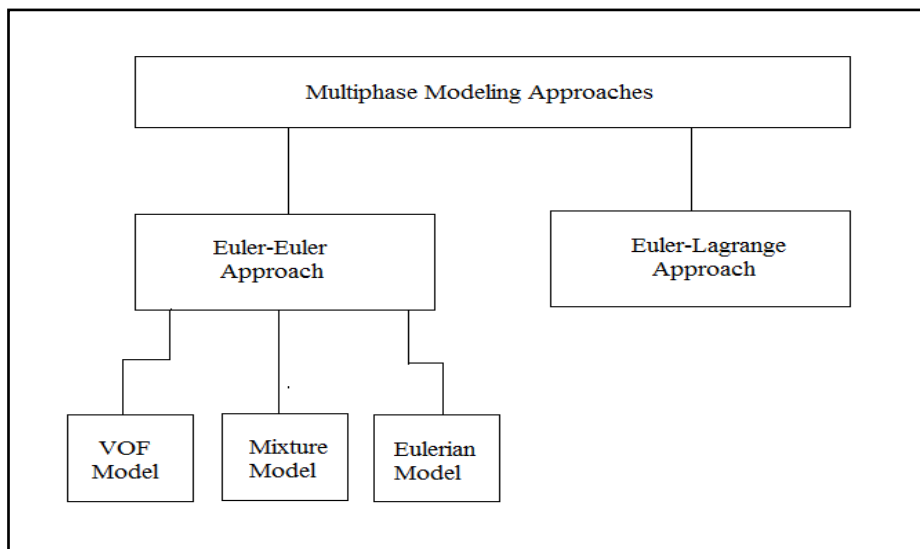 Multiphase Modeling Approaches
Euler-Euler
Approach
Euler-Lagrange
Approach
VOF
Model
Mixture
Model
Eulerian
Model